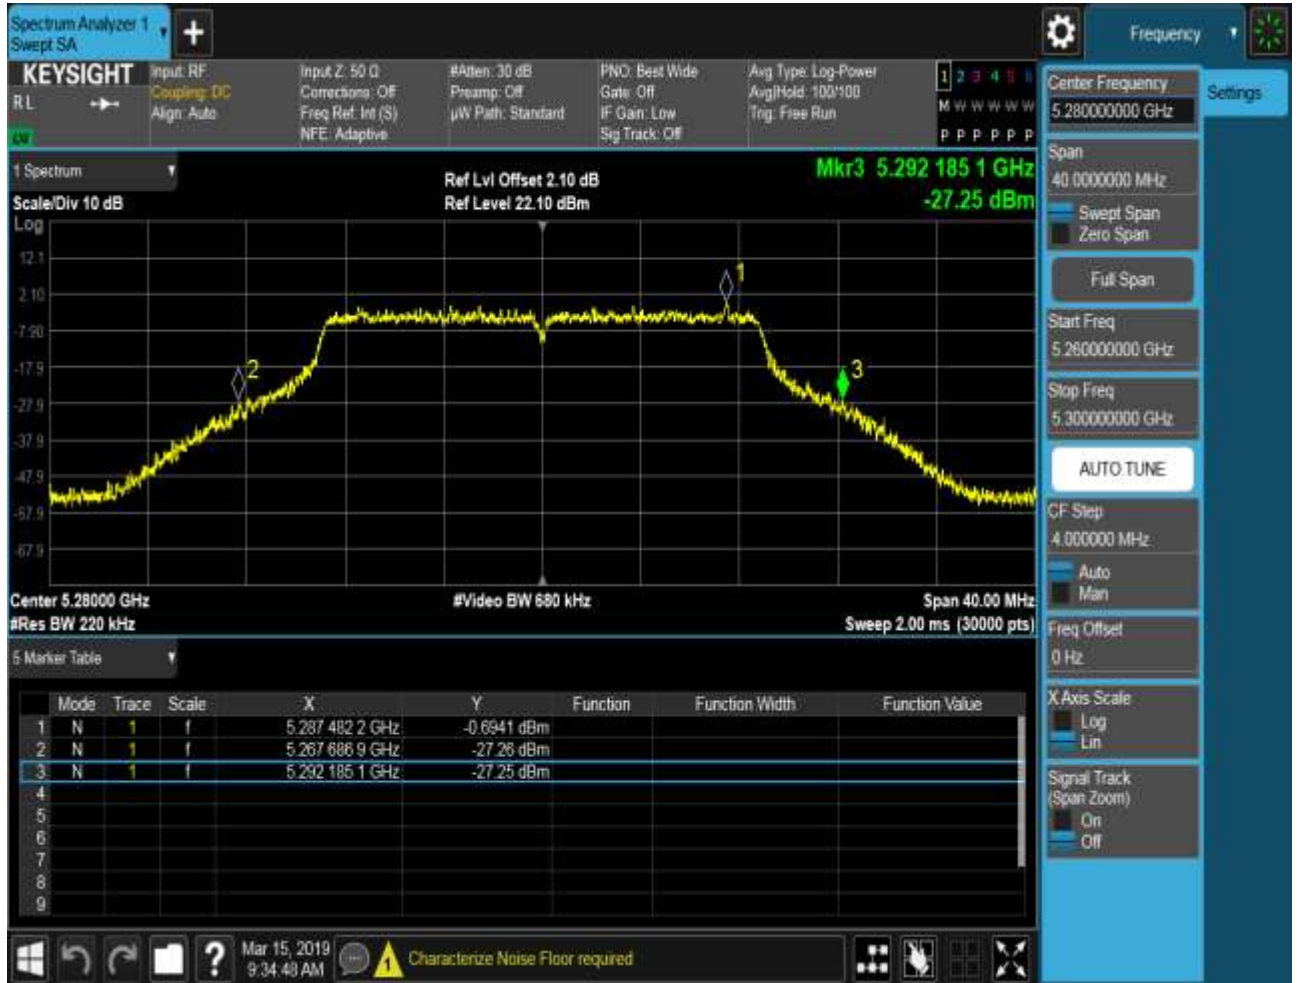 Spectrum Analyzer 1
Swept SA
+
Frequency
KEYSIGHT
R L
Input: RF
Coupling: DC
Align: Auto
Input Z: 50 Ω
Corrections: Off
Freq Ref: Int (S)
NFE: Adaptive
#Atten: 30 dB
Preamp: Off
µW Path: Standard
PNO: Best Wide
Gate: Off
IF Gain: Low
Sig Track: Off
Avg Type: Log-Power
Avg|Hold: 100/100
Trig: Free Run
1 2 3 4 5 6
M W W W W W
P P P P P P
1 Spectrum
Scale/Div 10 dB
Ref Lvl Offset 2.10 dB
Ref Level 22.10 dBm
Mkr3 5.292 185 1 GHz
-27.25 dBm
Log
12.1
2.10
-7.90
-17.9
-27.9
-37.9
-47.9
-57.9
-67.9
1
2
3
Center 5.28000 GHz
#Res BW 220 kHz
#Video BW 680 kHz
Span 40.00 MHz
Sweep 2.00 ms (30000 pts)
5 Marker Table
Mode Trace Scale X Y Function Function Width Function Value
1 N 1 f 5.287 482 2 GHz -0.6941 dBm
2 N 1 f 5.267 686 9 GHz -27.26 dBm
3 N 1 f 5.292 185 1 GHz -27.25 dBm
4
5
6
7
8
9
Mar 15, 2019
9:34:48 AM
?
1
Characterize Noise Floor required
Center Frequency
5.280000000 GHz
Settings
Span
40.0000000 MHz
Swept Span
Zero Span
Full Span
Start Freq
5.260000000 GHz
Stop Freq
5.300000000 GHz
AUTO TUNE
CF Step
4.000000 MHz
Auto
Man
Freq Offset
0 Hz
X Axis Scale
Log
Lin
Signal Track
(Span Zoom)
On
Off